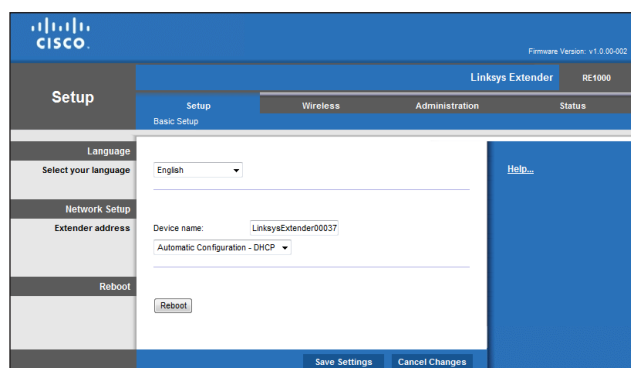 CISCO.
Firmware Version: v1.0.00-002
Linksys Extender RE1000
Setup
Setup Wireless Administration Status
Basic Setup
Language
Select your language English
Help...
Network Setup
Extender address Device name: LinksysExtender00037
Automatic Configuration - DHCP
Reboot
Reboot
Save Settings Cancel Changes